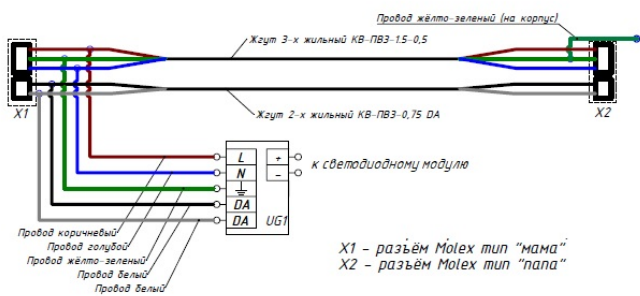 Провод жёлто-зеленый (на корпус)
Жгут 3-х жильный КВ-ПВ3-1.5-0,5
X1
X2
Жгут 2-х жильный КВ-ПВ3-0,75 DA
L
+
N
–
к светодиодному модулю
DA
DA
UG1
Провод коричневый
Провод голубой
Провод жёлто-зеленый
Провод белый
Провод белый
X1 – разъём Molex тип "мама"
X2 – разъём Molex тип "папа"